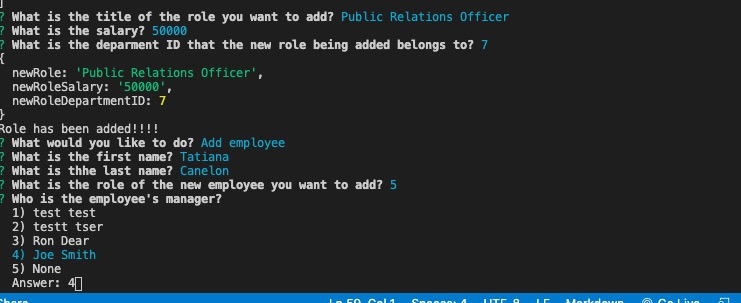 ]
? What is the title of the role you want to add? Public Relations Officer
? What is the salary? 50000
? What is the deparment ID that the new role being added belongs to? 7
{
  newRole: 'Public Relations Officer',
  newRoleSalary: '50000',
  newRoleDepartmentID: 7
}
Role has been added!!!!
? What would you like to do? Add employee
? What is the first name? Tatiana
? What is thhe last name? Canelon
? What is the role of the new employee you want to add? 5
? Who is the employee's manager?
  1) test test
  2) testt tser
  3) Ron Dear
  4) Joe Smith
  5) None
  Answer: 4
Share Ln 59, Col 1 Spaces: 4 UTF-8 LF Markdown Go Live